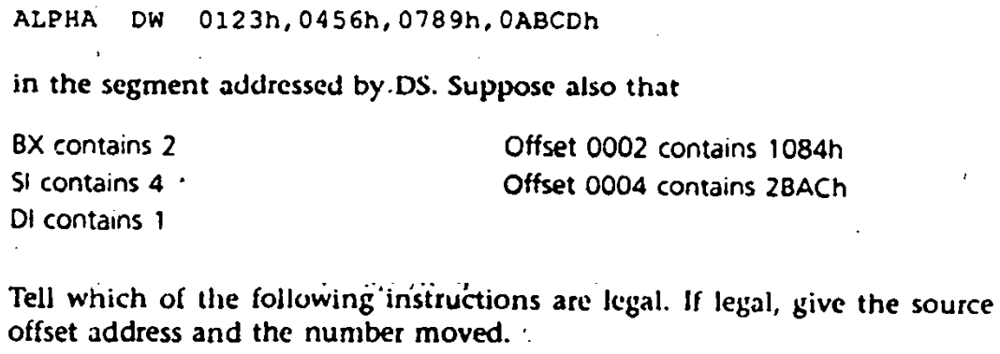 ALPHA DW 0123h,0456h,0789h,0ABCDh
in the segment addressed by DS. Suppose also that
BX contains 2
Offset 0002 contains 1084h
SI contains 4
Offset 0004 contains 2BACh
DI contains 1
Tell which of the following instructions are legal. If legal, give the source
offset address and the number moved.